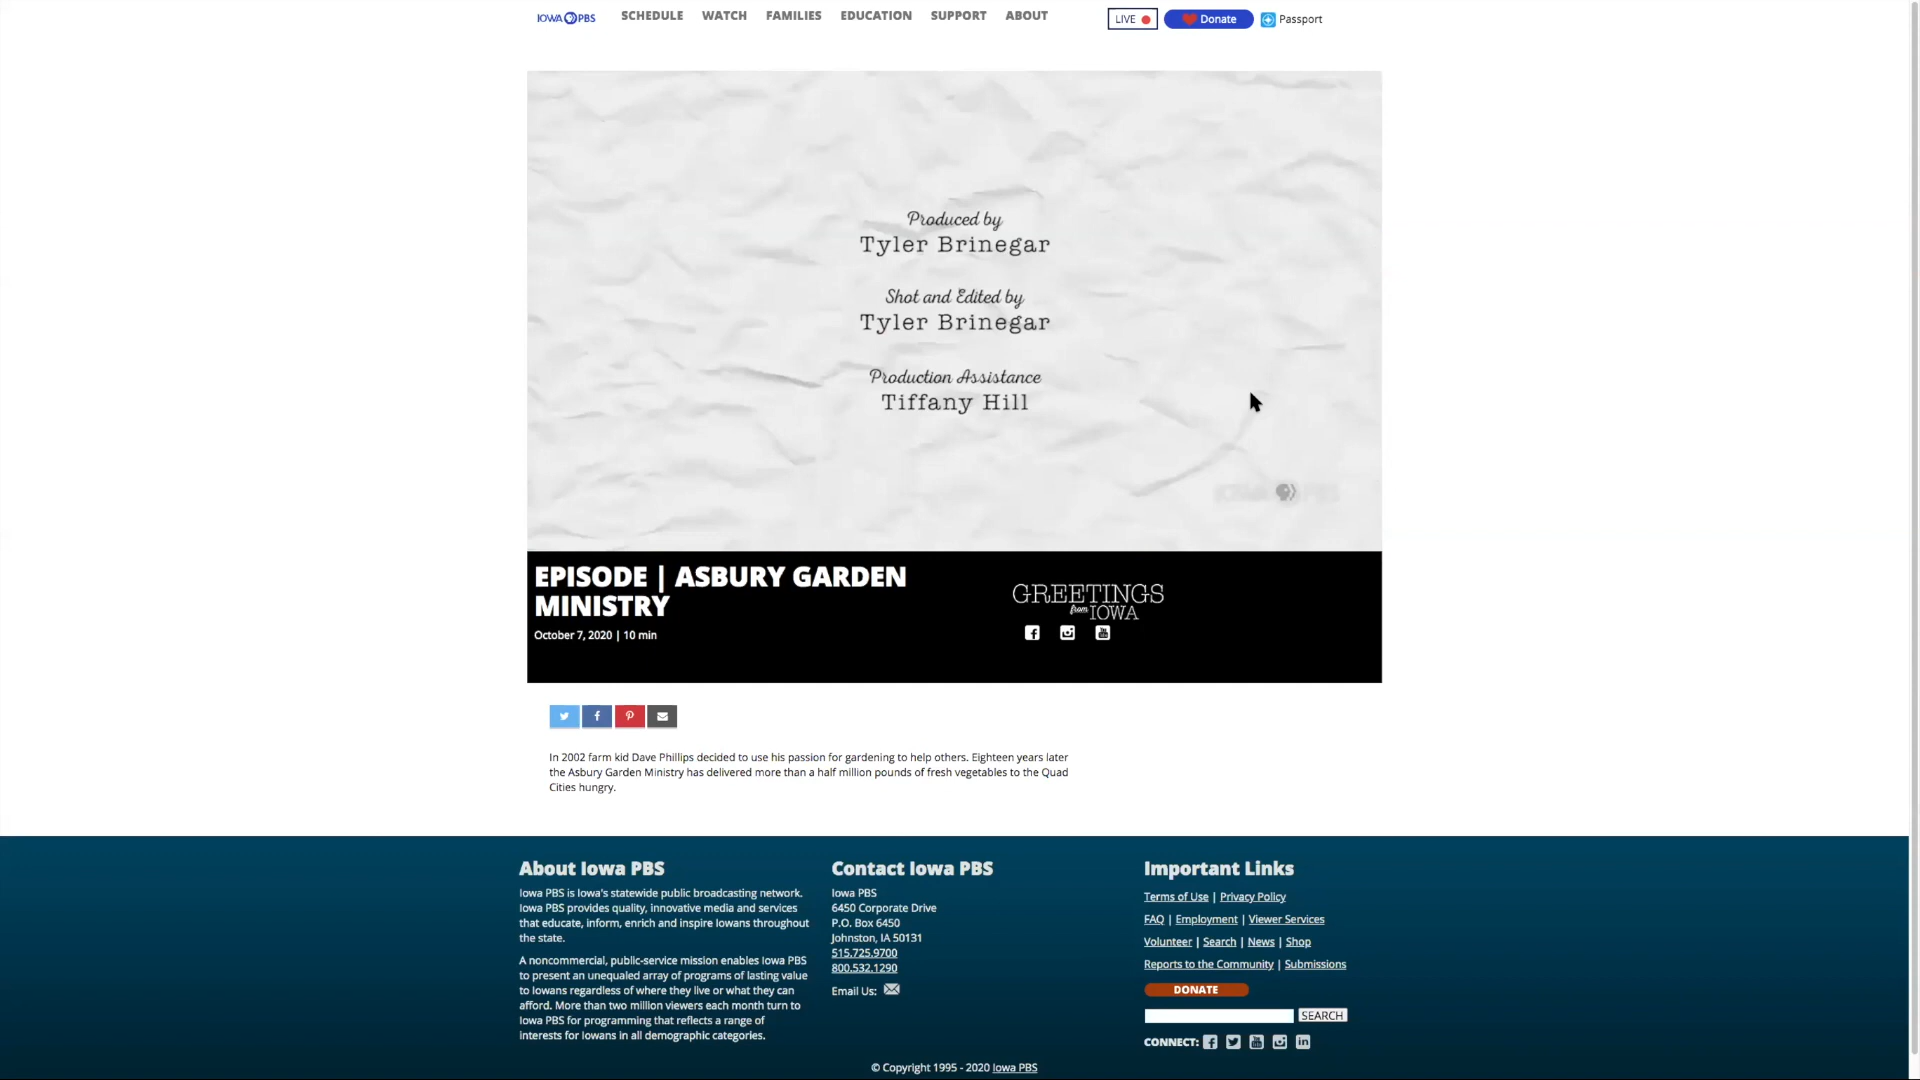 IOWA PBS
SCHEDULE WATCH FAMILIES EDUCATION SUPPORT ABOUT
LIVE
Donate
Passport
Produced by
Tyler Brinegar
Shot and Edited by
Tyler Brinegar
Production Assistance
Tiffany Hill
IOWA PBS
EPISODE | ASBURY GARDEN
MINISTRY
October 7, 2020 | 10 min
GREETINGS
from IOWA
In 2002 farm kid Dave Phillips decided to use his passion for gardening to help others. Eighteen years later
the Asbury Garden Ministry has delivered more than a half million pounds of fresh vegetables to the Quad
Cities hungry.
About Iowa PBS
Iowa PBS is Iowa's statewide public broadcasting network.
Iowa PBS provides quality, innovative media and services
that educate, inform, enrich and inspire Iowans throughout
the state.
A noncommercial, public-service mission enables Iowa PBS
to present an unequaled array of programs of lasting value
to Iowans regardless of where they live or what they can
afford. More than two million viewers each month turn to
Iowa PBS for programming that reflects a range of
interests for Iowans in all demographic categories.
Contact Iowa PBS
Iowa PBS
6450 Corporate Drive
P.O. Box 6450
Johnston, IA 50131
515.725.9700
800.532.1290
Email Us:
Important Links
Terms of Use | Privacy Policy
FAQ | Employment | Viewer Services
Volunteer | Search | News | Shop
Reports to the Community | Submissions
DONATE
SEARCH
CONNECT:
© Copyright 1995 - 2020 Iowa PBS